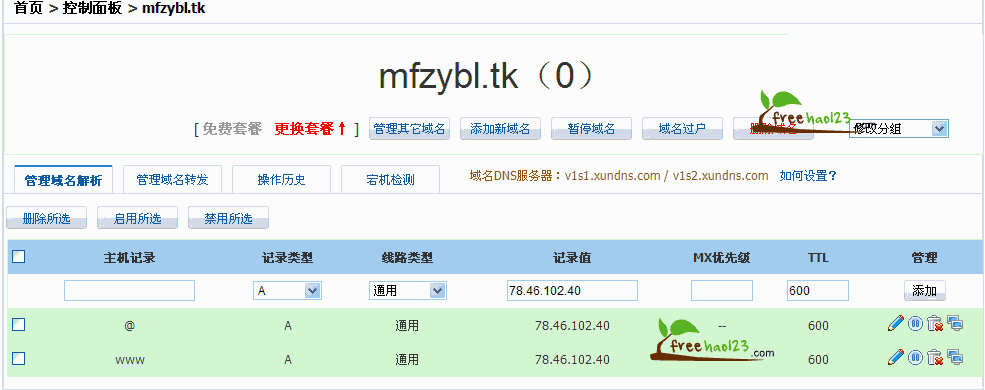 首页 > 控制面板 > mfzybl.tk
mfzybl.tk（0）
[ 免费套餐 更换套餐↑ ] 管理其它域名 添加新域名 暂停域名 域名过户 删除域名 修改分组
freehao123
管理域名解析 管理域名转发 操作历史 宕机检测 域名DNS服务器：v1s1.xundns.com / v1s2.xundns.com 如何设置？
删除所选 启用所选 禁用所选
主机记录 记录类型 线路类型 记录值 MX优先级 TTL 管理
A 通用 78.46.102.40 600 添加
@ A 通用 78.46.102.40 -- 600
www A 通用 78.46.102.40 600
freehao123.com